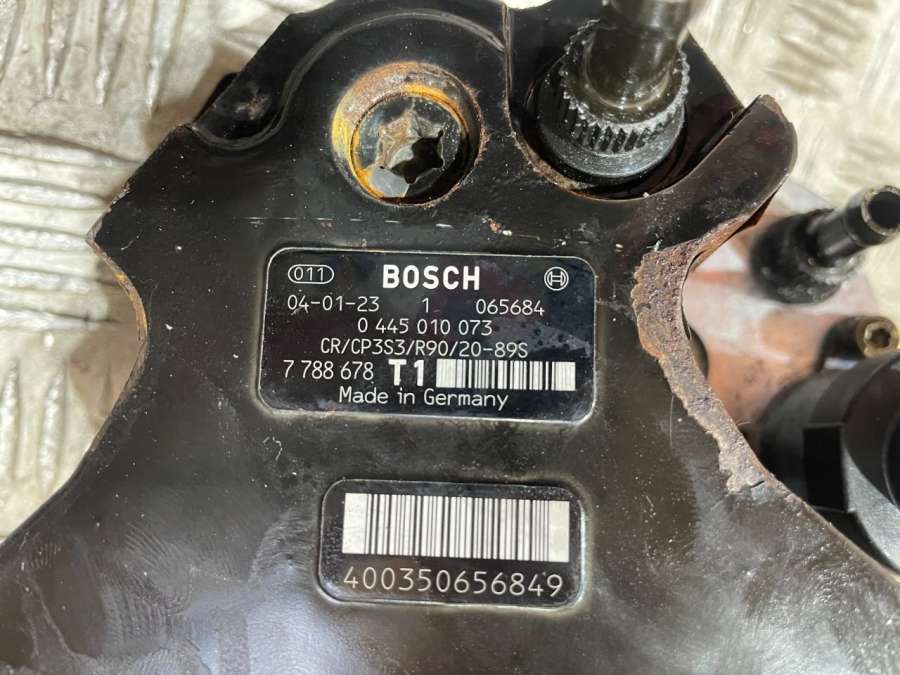 011 BOSCH
04-01-23 1 065684
0 445 010 073
CR/CP3S3/R90/20-89S
7 788 678 T1
Made in Germany
400350656849